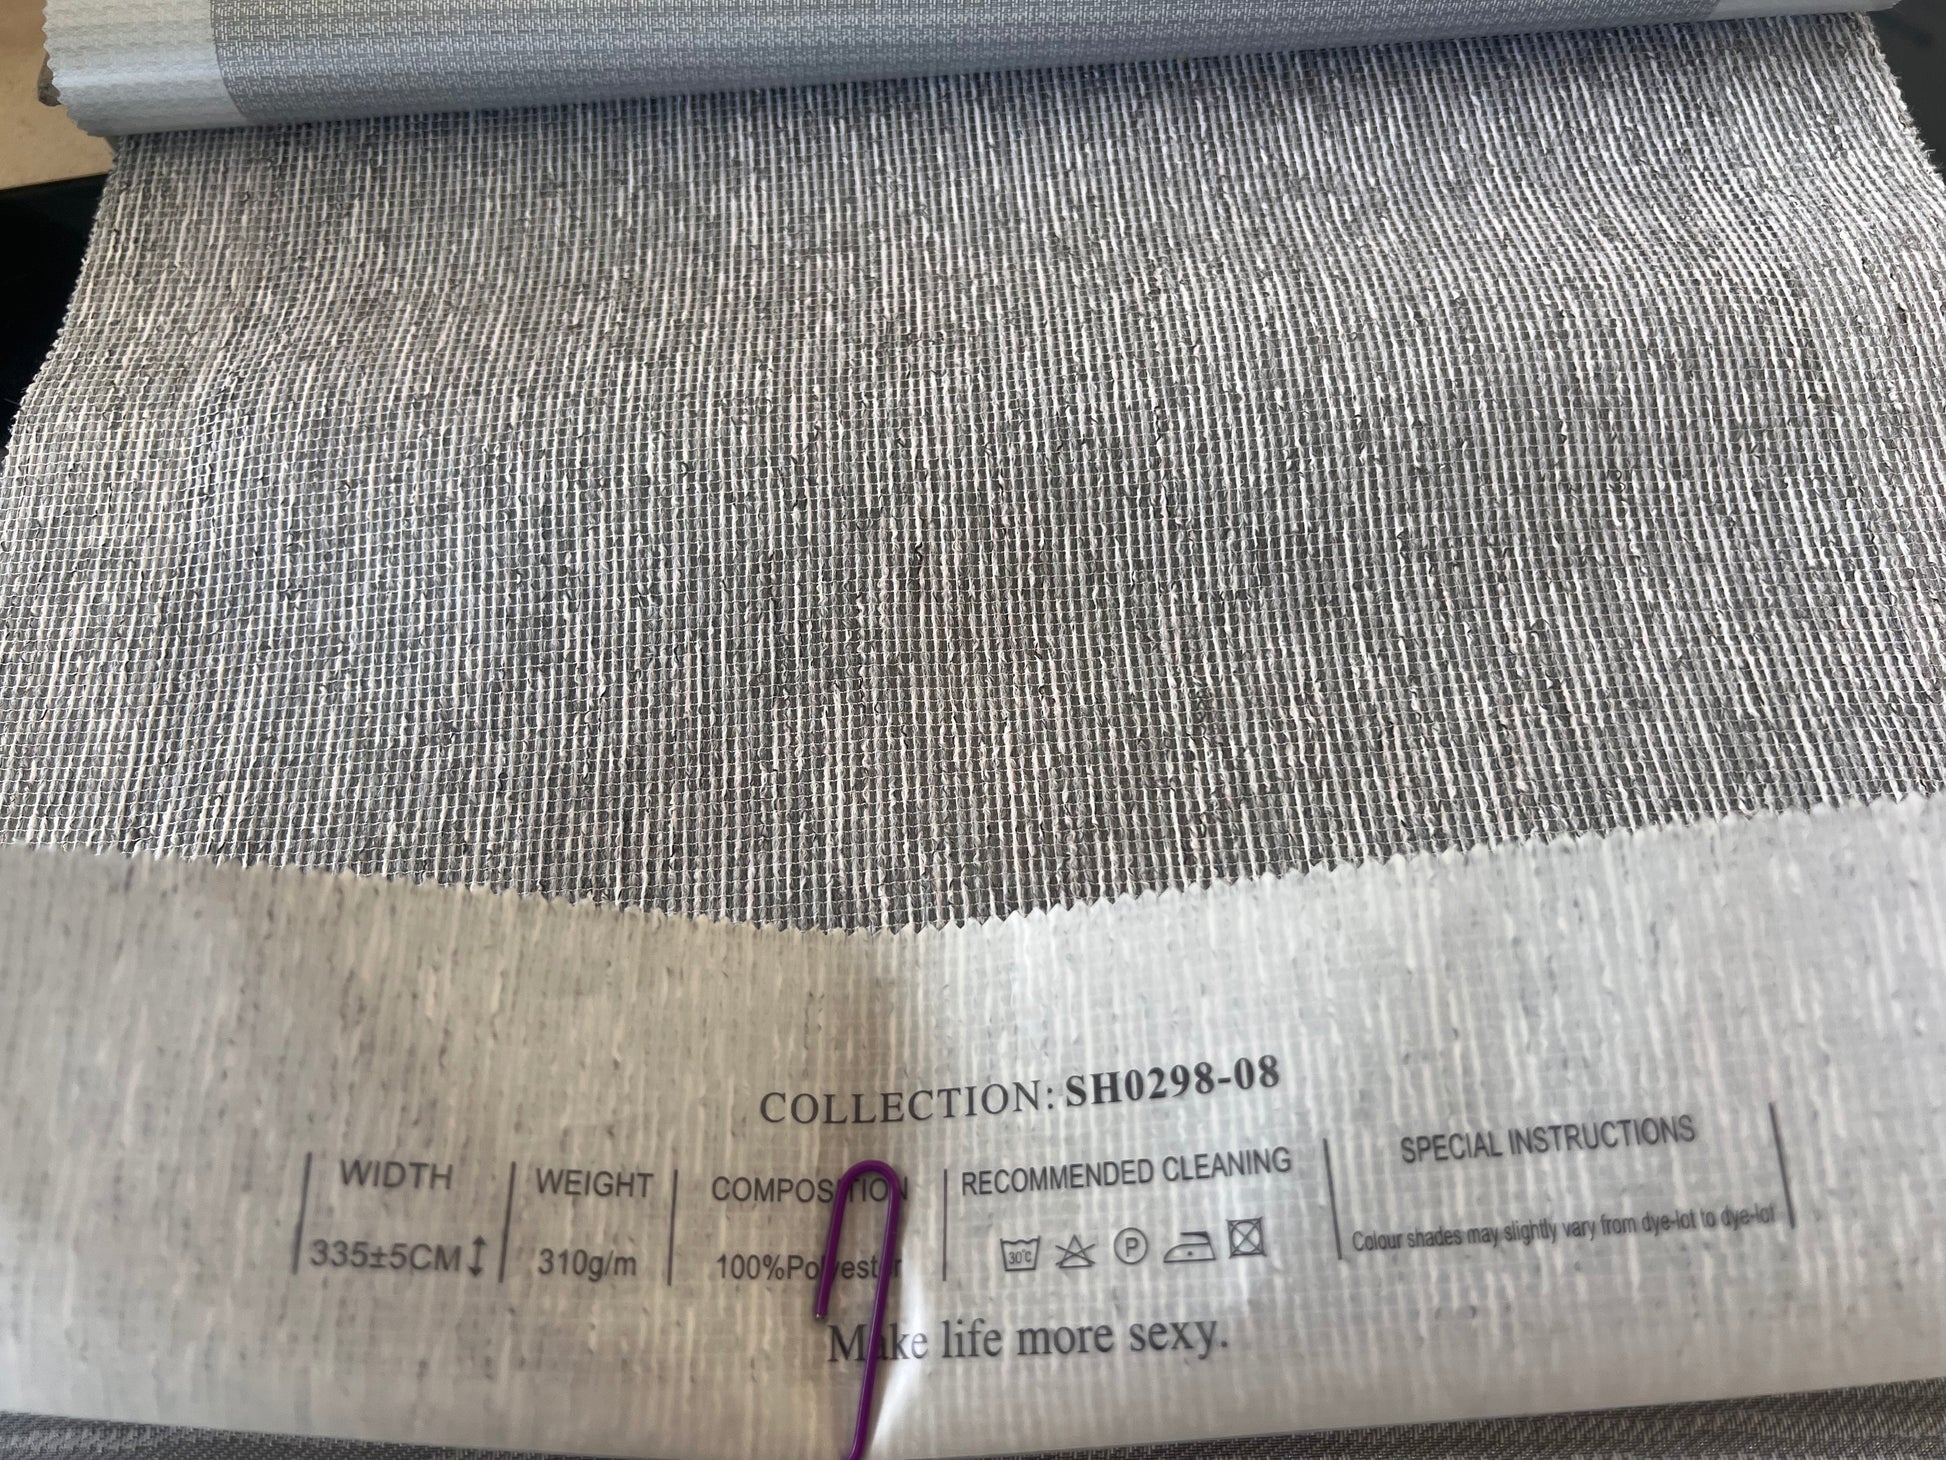 COLLECTION: SH0298-08
WIDTH
335±5CM
WEIGHT
310g/m
COMPOSITION
100%Polyester
RECOMMENDED CLEANING
30°C P
SPECIAL INSTRUCTIONS
Colour shades may slightly vary from dye-lot to dye-lot
Make life more sexy.